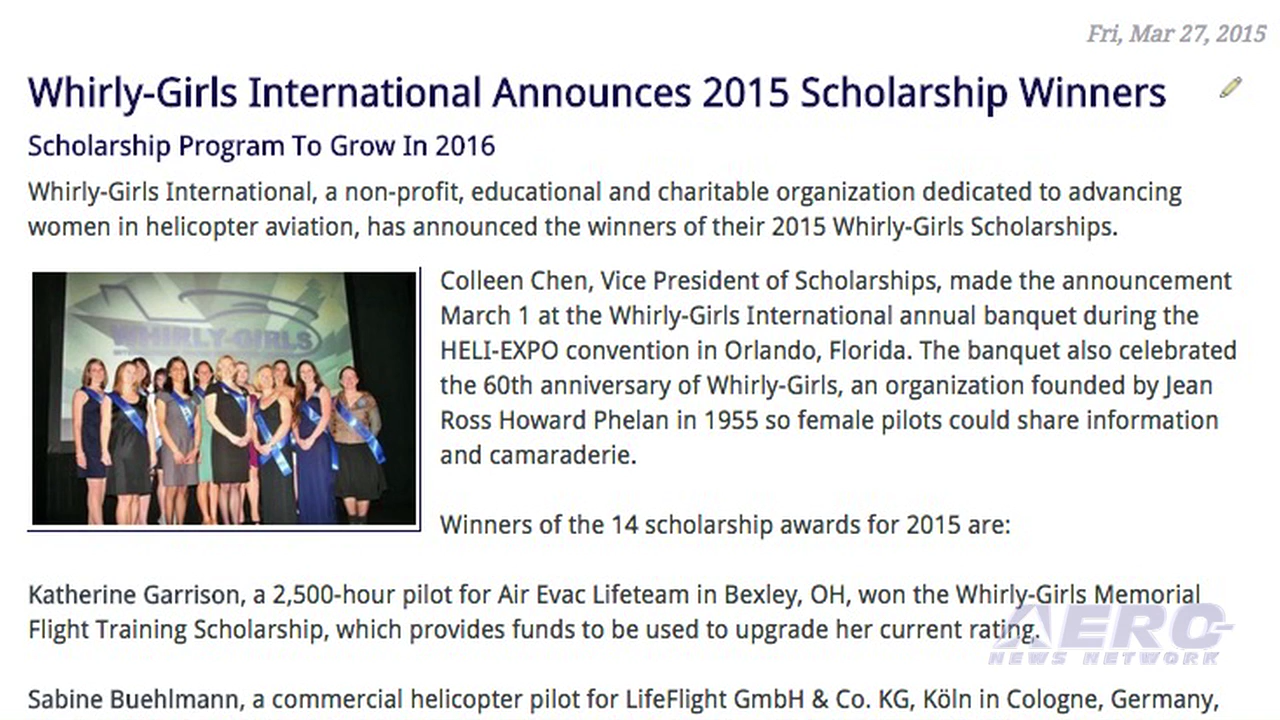 Fri, Mar 27, 2015
Whirly-Girls International Announces 2015 Scholarship Winners
Scholarship Program To Grow In 2016
Whirly-Girls International, a non-profit, educational and charitable organization dedicated to advancing
women in helicopter aviation, has announced the winners of their 2015 Whirly-Girls Scholarships.
WHIRLY-GIRLS
Colleen Chen, Vice President of Scholarships, made the announcement
March 1 at the Whirly-Girls International annual banquet during the
HELI-EXPO convention in Orlando, Florida. The banquet also celebrated
the 60th anniversary of Whirly-Girls, an organization founded by Jean
Ross Howard Phelan in 1955 so female pilots could share information
and camaraderie.
Winners of the 14 scholarship awards for 2015 are:
Katherine Garrison, a 2,500-hour pilot for Air Evac Lifeteam in Bexley, OH, won the Whirly-Girls Memorial
Flight Training Scholarship, which provides funds to be used to upgrade her current rating.
AERO
NEWS NETWORK
Sabine Buehlmann, a commercial helicopter pilot for LifeFlight GmbH & Co. KG, Köln in Cologne, Germany,